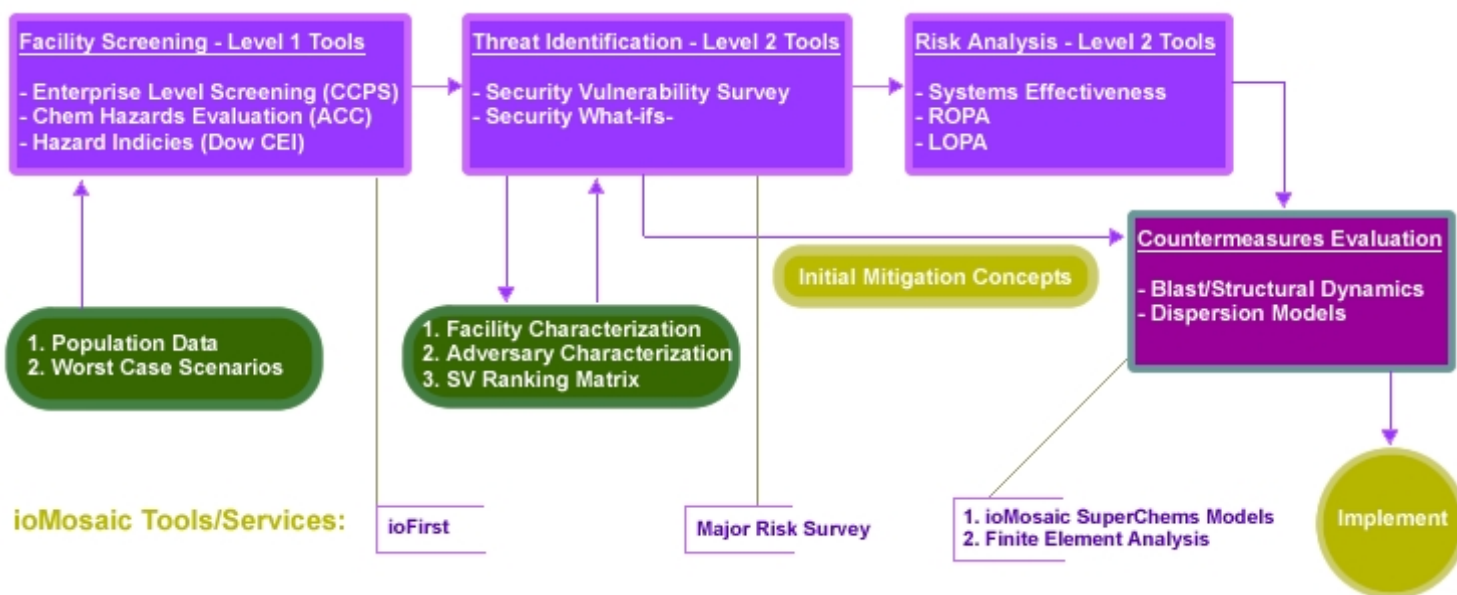 Facility Screening - Level 1 Tools
- Enterprise Level Screening (CCPS)
- Chem Hazards Evaluation (ACC)
- Hazard Indicies (Dow CEI)
Threat Identification - Level 2 Tools
- Security Vulnerability Survey
- Security What-ifs-
Risk Analysis - Level 2 Tools
- Systems Effectiveness
- ROPA
- LOPA
Countermeasures Evaluation
- Blast/Structural Dynamics
- Dispersion Models
Initial Mitigation Concepts
1. Population Data
2. Worst Case Scenarios
1. Facility Characterization
2. Adversary Characterization
3. SV Ranking Matrix
ioMosaic Tools/Services:
ioFirst
Major Risk Survey
1. ioMosaic SuperChems Models
2. Finite Element Analysis
Implement